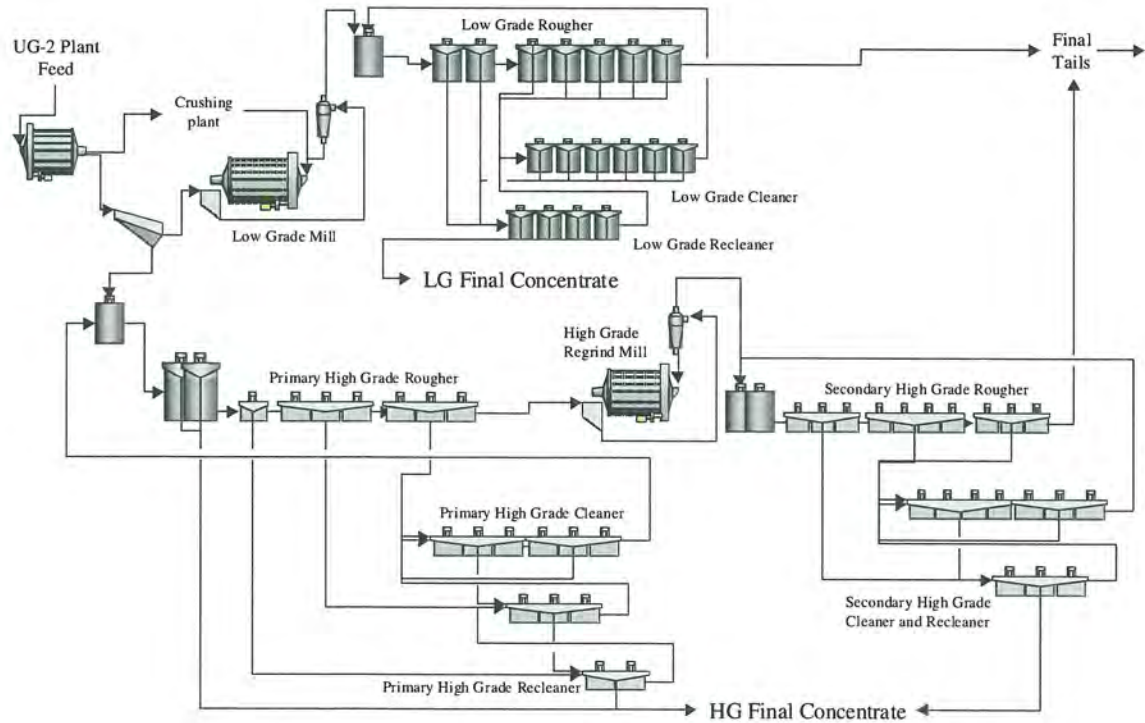 Low Grade Rougher
UG-2 Plant
Feed
Final
Tails
Crushing
plant
Low Grade Mill
Low Grade Cleaner
Low Grade Recleaner
LG Final Concentrate
High Grade
Regrind Mill
Primary High Grade Rougher
Secondary High Grade Rougher
Primary High Grade Cleaner
Secondary High Grade
Cleaner and Recleaner
Primary High Grade Recleaner
HG Final Concentrate